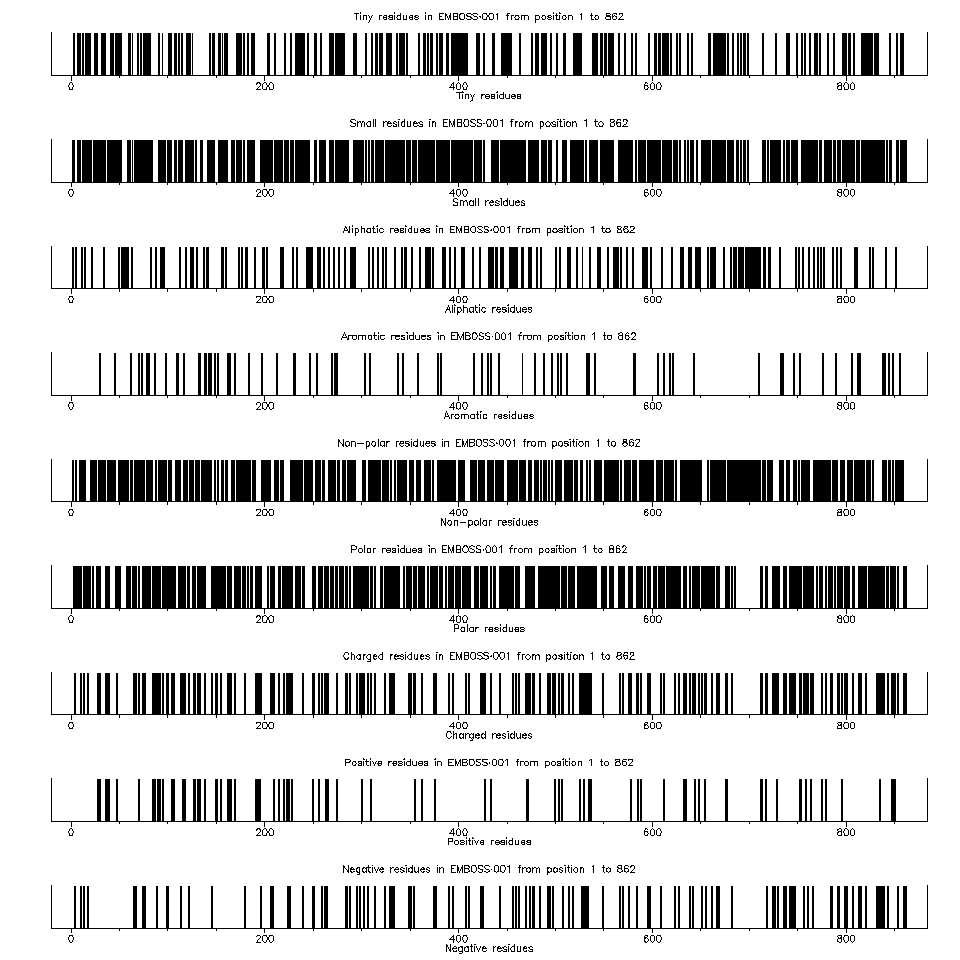 Tiny residues in EMBOSS-001 from position 1 to 862
0 200 400 600 800
Tiny residues
Small residues in EMBOSS-001 from position 1 to 862
0 200 400 600 800
Small residues
Aliphatic residues in EMBOSS-001 from position 1 to 862
0 200 400 600 800
Aliphatic residues
Aromatic residues in EMBOSS-001 from position 1 to 862
0 200 400 600 800
Aromatic residues
Non-polar residues in EMBOSS-001 from position 1 to 862
0 200 400 600 800
Non-polar residues
Polar residues in EMBOSS-001 from position 1 to 862
0 200 400 600 800
Polar residues
Charged residues in EMBOSS-001 from position 1 to 862
0 200 400 600 800
Charged residues
Positive residues in EMBOSS-001 from position 1 to 862
0 200 400 600 800
Positive residues
Negative residues in EMBOSS-001 from position 1 to 862
0 200 400 600 800
Negative residues